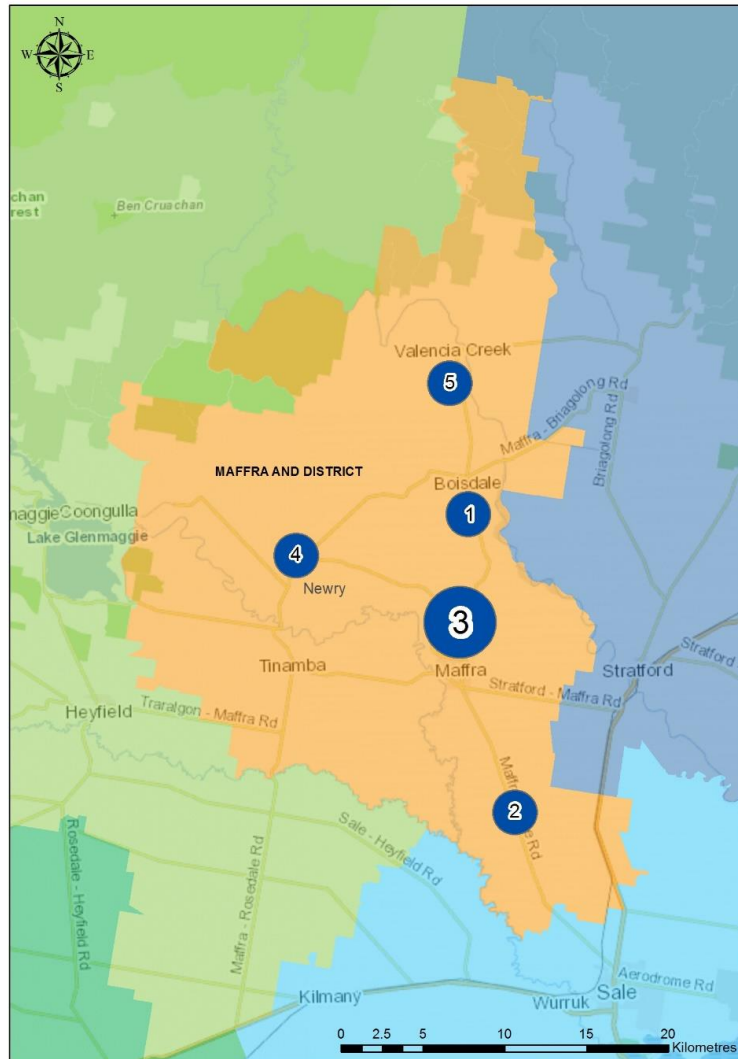 N
W E
S
chan
rest
Ben Cruachan
Valencia Creek
5
Maffra - Briagolong Rd
Briagolong Rd
MAFFRA AND DISTRICT
Boisdale
1
maggie Coongulla
Lake Glenmaggie
4
Newry
3
Tinamba
Maffra
Stratford
Stratford
Stratford - Maffra Rd
Heyfield
Traralgon - Maffra Rd
2
Rosedale - Heyfield Rd
Maffra - Rosedale Rd
Sale - Heyfield Rd
Aerodrome Rd
Kilmany
Wurruk
Sale
0 2.5 5 10 15 20
Kilometres